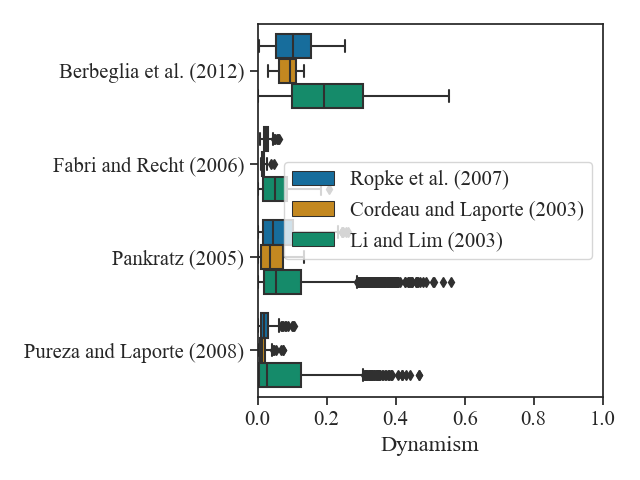 Berbeglia et al. (2012)
Fabri and Recht (2006)
Pankratz (2005)
Pureza and Laporte (2008)
Ropke et al. (2007)
Cordeau and Laporte (2003)
Li and Lim (2003)
0.0 0.2 0.4 0.6 0.8 1.0
Dynamism